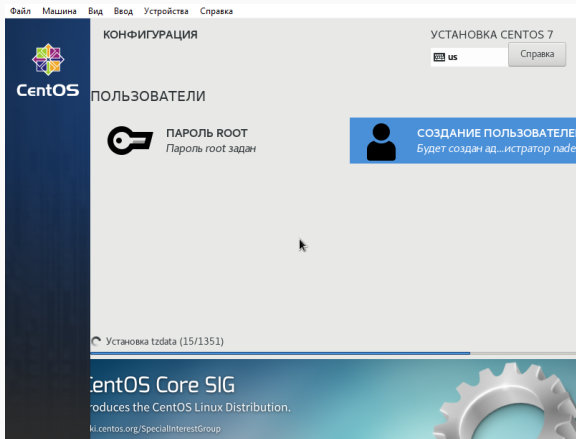 Файл Машина Вид Ввод Устройства Справка
КОНФИГУРАЦИЯ
УСТАНОВКА CENTOS 7
us
Справка
CentOS
ПОЛЬЗОВАТЕЛИ
ПАРОЛЬ ROOT
Пароль root задан
СОЗДАНИЕ ПОЛЬЗОВАТЕЛЕ
Будет создан ад...истратор nade
Установка tzdata (15/1351)
CentOS Core SIG
roduces the CentOS Linux Distribution.
ki.centos.org/SpecialInterestGroup